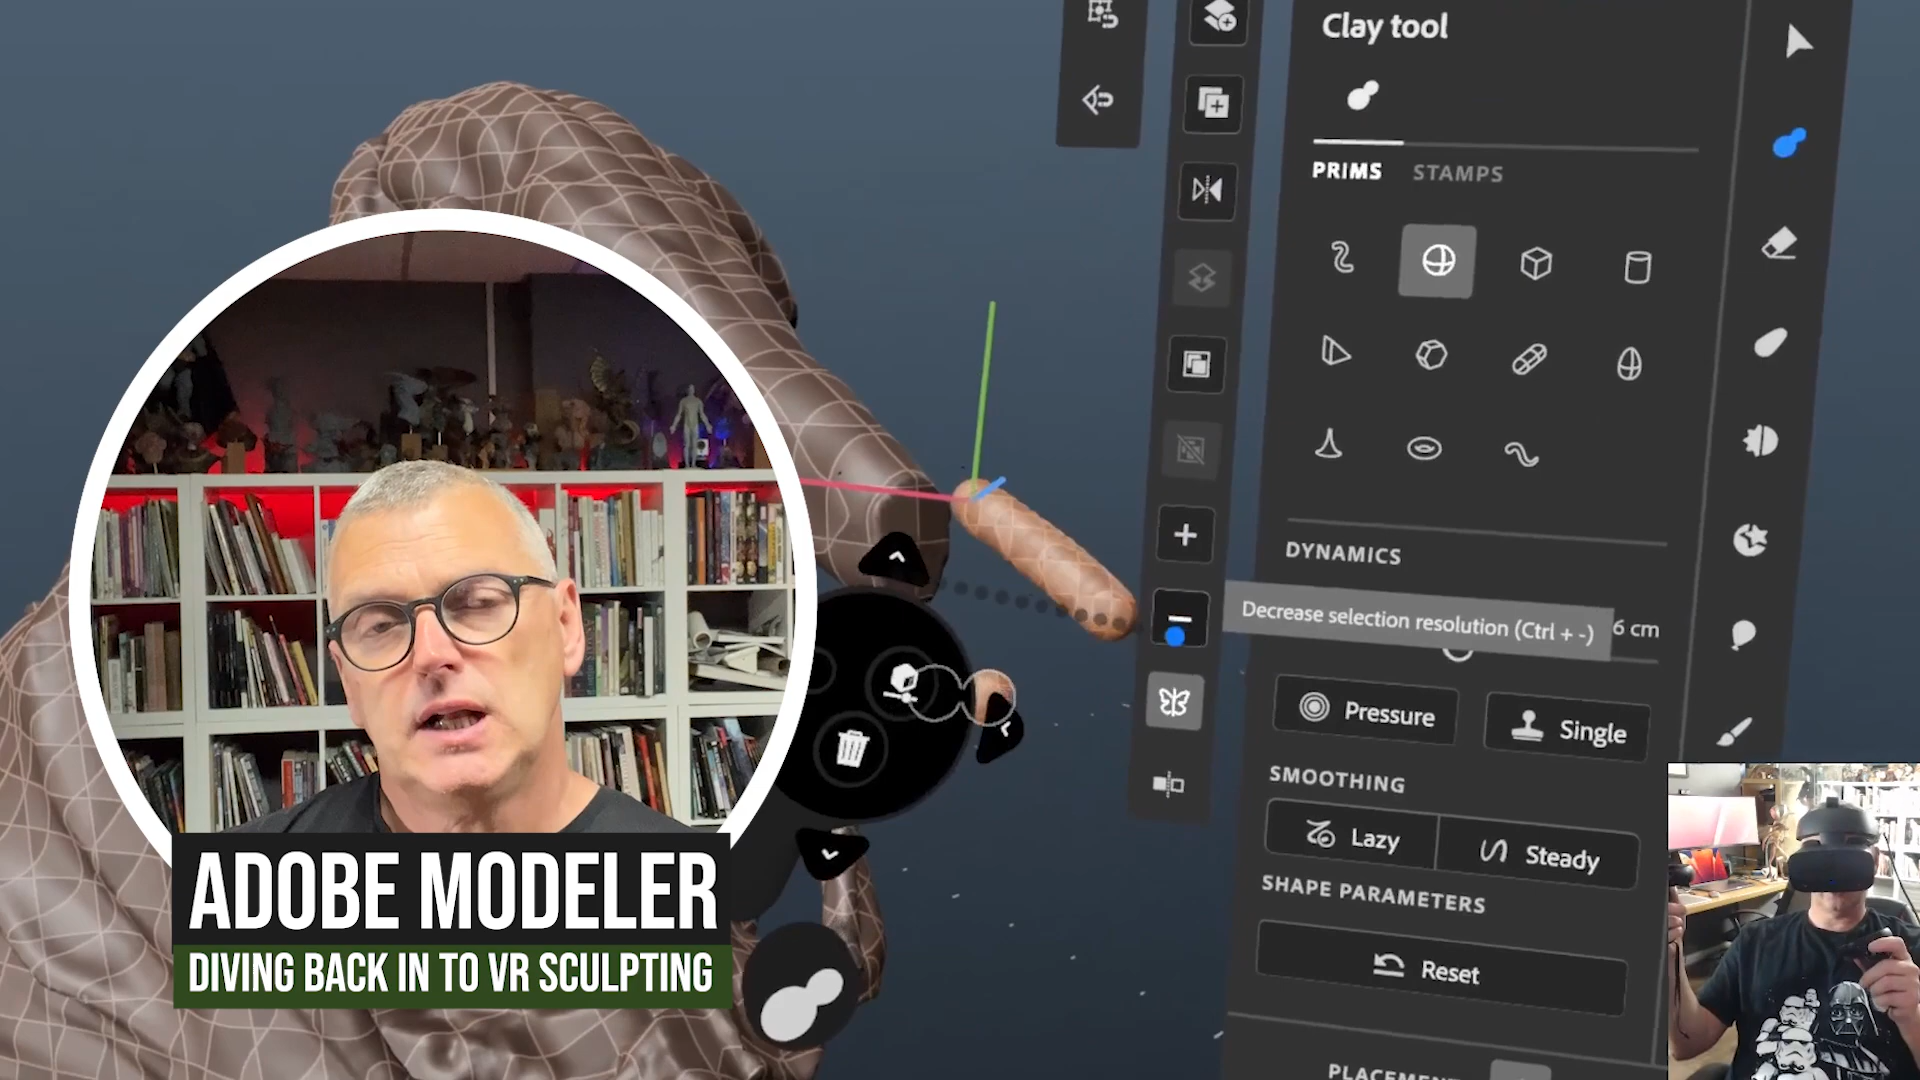 Clay tool
PRIMS
STAMPS
DYNAMICS
Decrease selection resolution (Ctrl + -)
6 cm
Pressure
Single
SMOOTHING
Lazy
Steady
SHAPE PARAMETERS
Reset
PLACEMENT
ADOBE MODELER
DIVING BACK IN TO VR SCULPTING